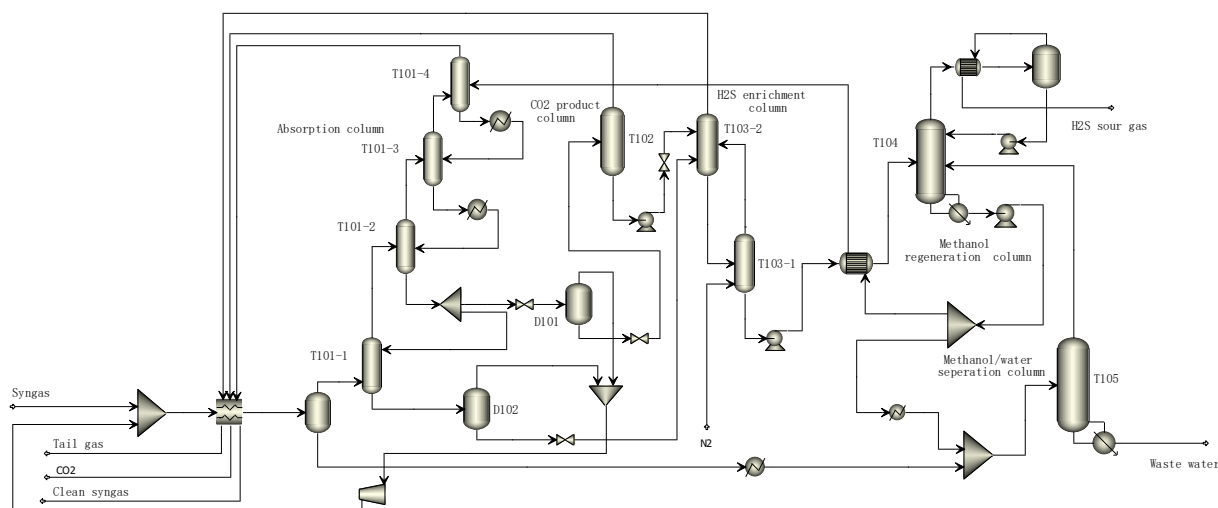 T101-4
Absorption column
T101-3
CO2 product
column
T102
H2S enrichment
column
T103-2
T104
H2S sour gas
T101-2
T103-1
Methanol
regeneration column
D101
T101-1
Methanol/water
seperation column
T105
Syngas
D102
N2
Tail gas
CO2
Clean syngas
Waste water